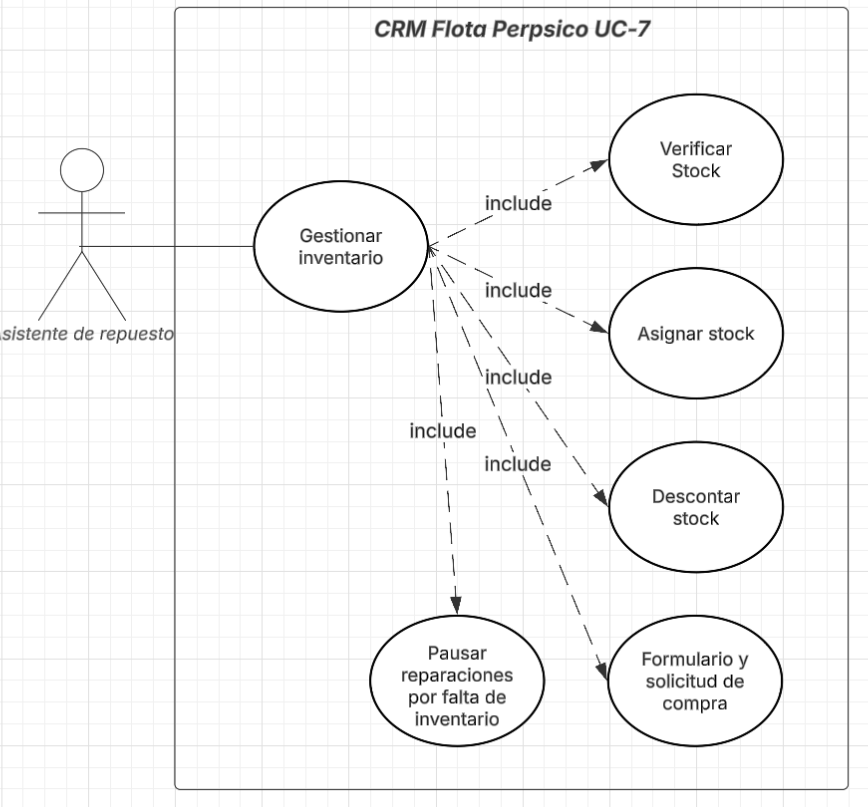 CRM Flota Perpsico UC-7
Verificar
Stock
include
Gestionar
inventario
include
Asignar stock
sistente de repuesto
include
include
include
Descontar
stock
Pausar
reparaciones
por falta de
inventario
Formulario y
solicitud de
compra